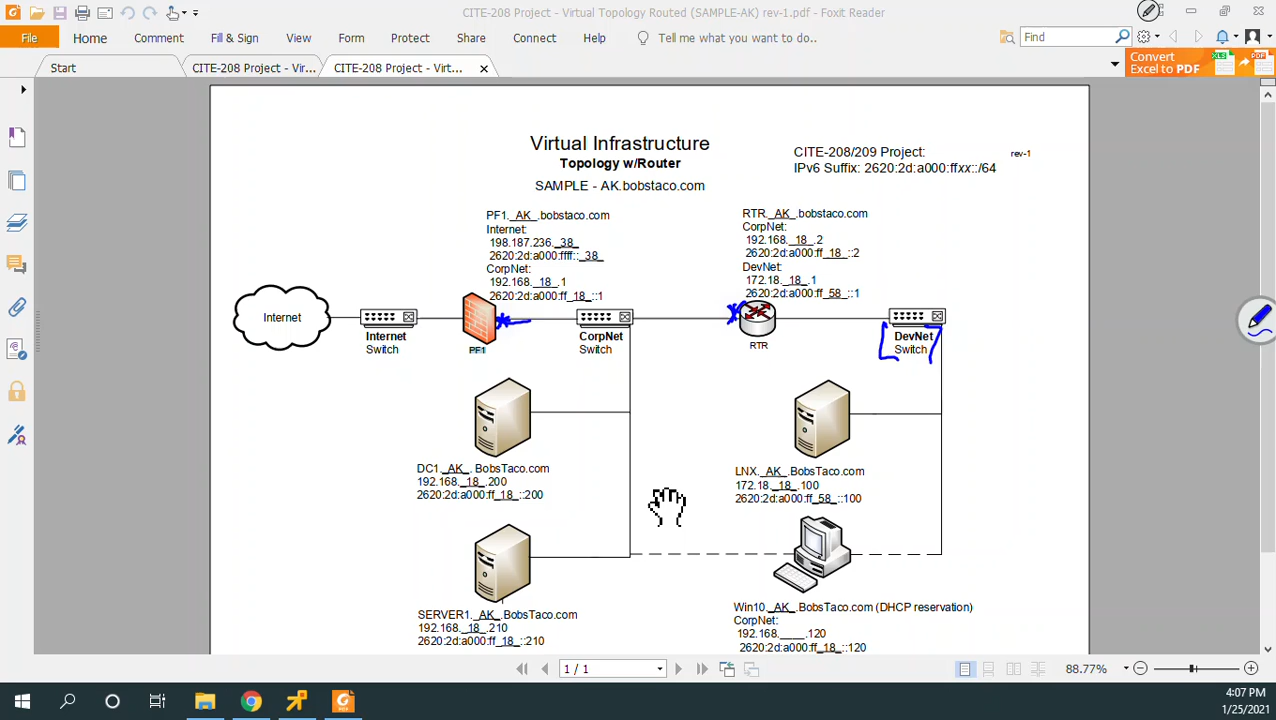 CITE-208 Project - Virtual Topology Routed (SAMPLE-AK) rev-1.pdf - Foxit Reader
File Home Comment Fill & Sign View Form Protect Share Connect Help Tell me what you want to do.. Find
Start CITE-208 Project - Vir... CITE-208 Project - Virt...
Convert XLS
Excel to PDF PDF
Virtual Infrastructure
Topology w/Router
SAMPLE - AK.bobstaco.com
CITE-208/209 Project: rev-1
IPv6 Suffix: 2620:2d:a000:ffxx::/64
PF1._AK_.bobstaco.com
Internet:
198.187.236._38_
2620:2d:a000:ffff::_38_
CorpNet:
192.168._18_.1
2620:2d:a000:ff_18_::1
RTR._AK_.bobstaco.com
CorpNet:
192.168._18_.2
2620:2d:a000:ff_18_::2
DevNet:
172.18._18_.1
2620:2d:a000:ff_58_::1
Internet
Internet
Switch
PF1
CorpNet
Switch
RTR
DevNet
Switch
DC1._AK_. BobsTaco.com
192.168._18_.200
2620:2d:a000:ff_18_::200
LNX._AK_.BobsTaco.com
172.18._18_.100
2620:2d:a000:ff_58_::100
SERVER1._AK_.BobsTaco.com
192.168._18_.210
2620:2d:a000:ff_18_::210
Win10._AK_.BobsTaco.com (DHCP reservation)
CorpNet:
192.168.____.120
2620:2d:a000:ff_18_::120
1 / 1
88.77%
4:07 PM
1/25/2021